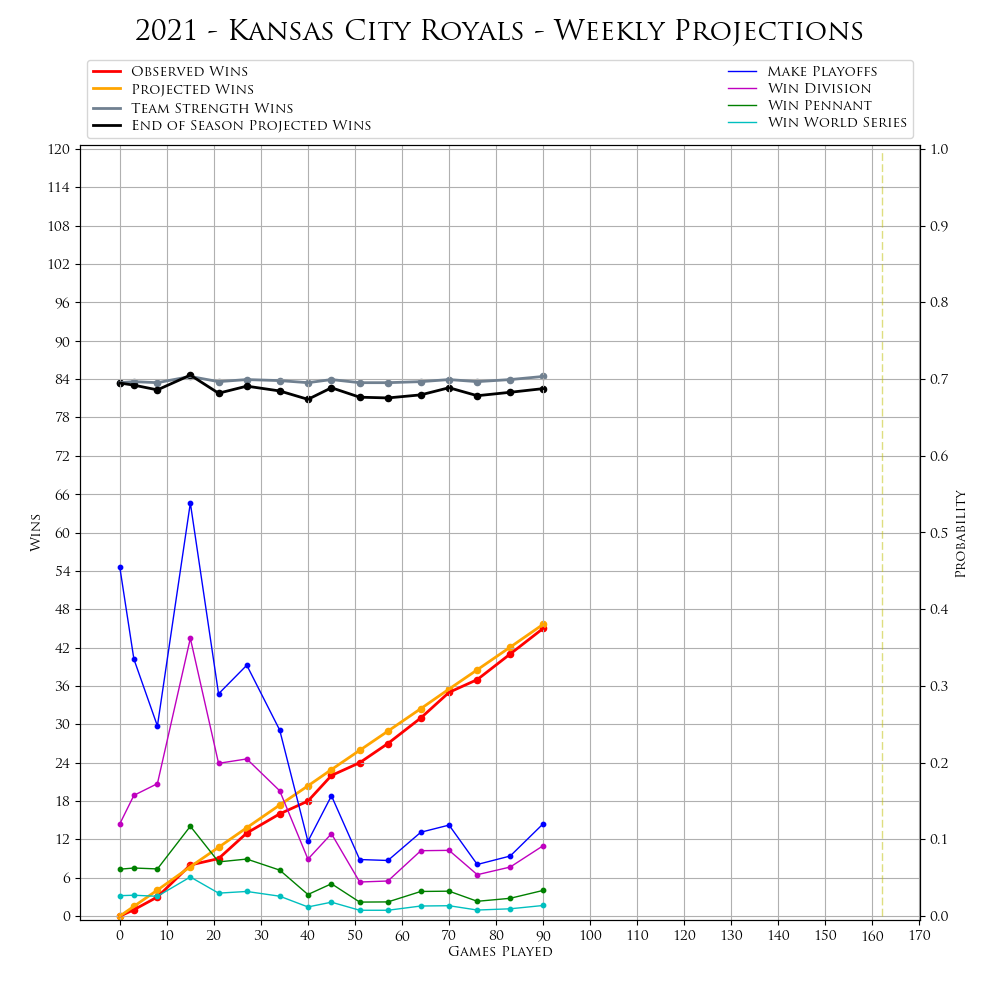 2021 - Kansas City Royals - Weekly Projections
Observed Wins
Projected Wins
Team Strength Wins
End of Season Projected Wins
Make Playoffs
Win Division
Win Pennant
Win World Series
120
114
108
102
96
90
84
78
72
66
60
54
48
42
36
30
24
18
12
6
0
Wins
1.0
0.9
0.8
0.7
0.6
0.5
0.4
0.3
0.2
0.1
0.0
Probability
0 10 20 30 40 50 60 70 80 90 100 110 120 130 140 150 160 170
Games Played